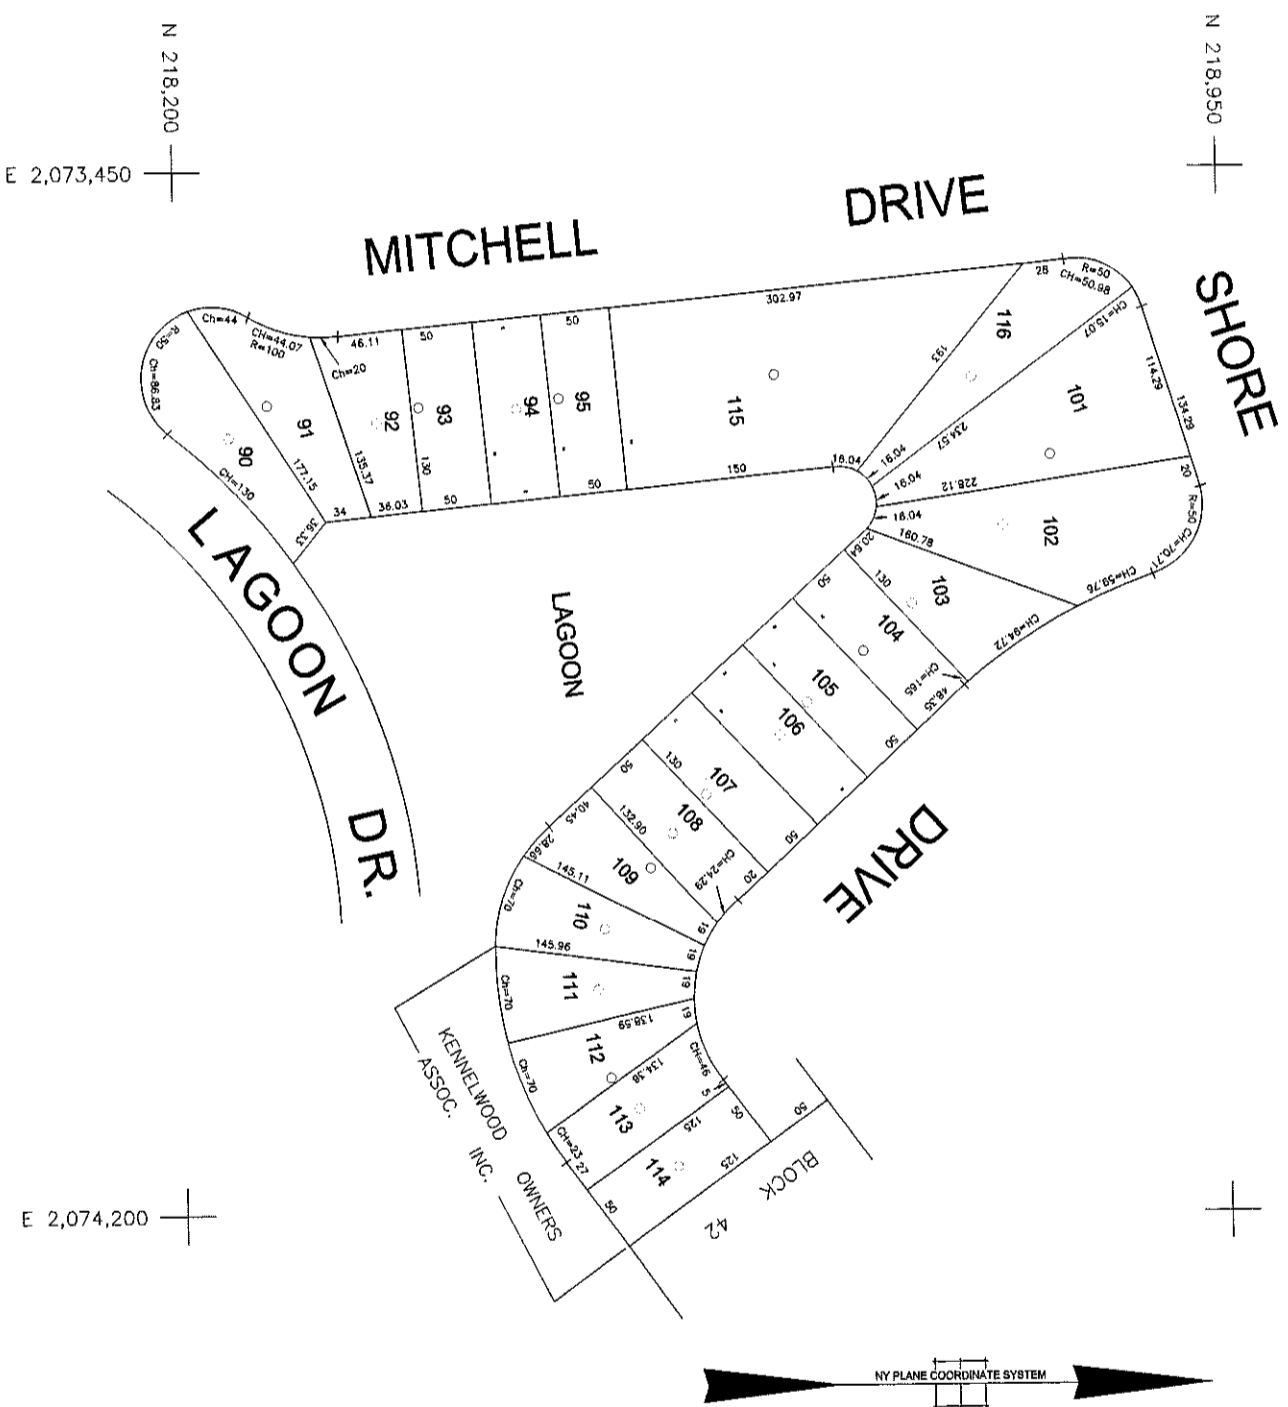 N 218,200
N 218,950
E 2,073,450
MITCHELL
DRIVE
SHORE
DRIVE
302.97
28
R=50
CH=50.98
CH=15.07
114.29
134.29
20
R=50 CH=70.71'
CH=59.76
CH=94.72
CH=165
48.35
Ch=44
CH=44.07
R=100
R=50
Ch=86.83
Ch=20
46.11
50
50
90
91
92
93
94
95
115
116
101
102
103
104
105
106
107
108
109
110
111
112
113
114
CH=130
177.15
135.37
130
36.33
34
36.03
50
50
150
193
234.57
228.12
160.78
16.04
16.04
16.04
16.04
20.64
130
50
50
50
20
130
50
132.90
40.45
28.66
145.11
CH=24.29
19
19
19
19
Ch=70
145.96
Ch=70
138.59
Ch=70
134.38
CH=46
5
CH=23.27
125
50
125
50
50
LAGOON
DR.
LAGOON
KENNELWOOD OWNERS
ASSOC. INC.
BLOCK
42
E 2,074,200
NY PLANE COORDINATE SYSTEM